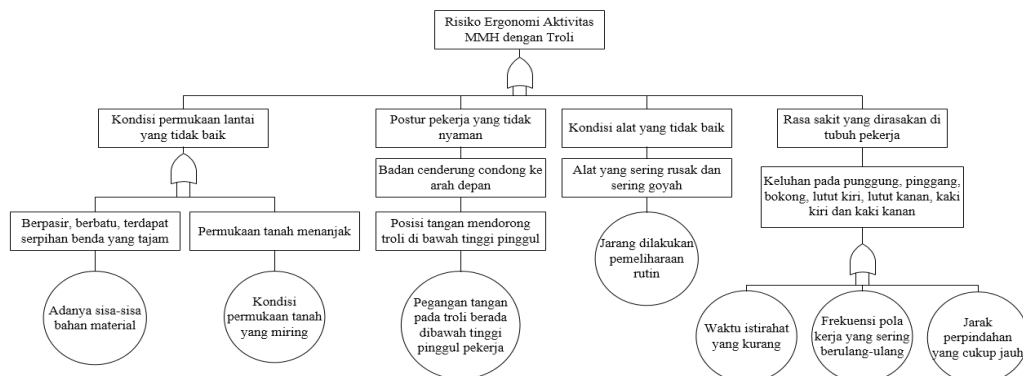 Risiko Ergonomi Aktivitas
MMH dengan Troli
Kondisi permukaan lantai
yang tidak baik
Postur pekerja yang tidak
nyaman
Kondisi alat yang tidak baik
Rasa sakit yang dirasakan di
tubuh pekerja
Badan cenderung condong ke
arah depan
Alat yang sering rusak dan
sering goyah
Keluhan pada punggung, pinggang,
bokong, lutut kiri, lutut kanan, kaki
kiri dan kaki kanan
Berpasir, berbatu, terdapat
serpihan benda yang tajam
Permukaan tanah menanjak
Posisi tangan mendorong
troli di bawah tinggi pinggul
Jarang dilakukan
pemeliharaan
rutin
Adanya sisa-sisa
bahan material
Kondisi
permukaan tanah
yang miring
Pegangan tangan
pada troli berada
dibawah tinggi
pinggul pekerja
Waktu istirahat
yang kurang
Frekuensi pola
kerja yang sering
berulang-ulang
Jarak
perpindahan
yang cukup jauh